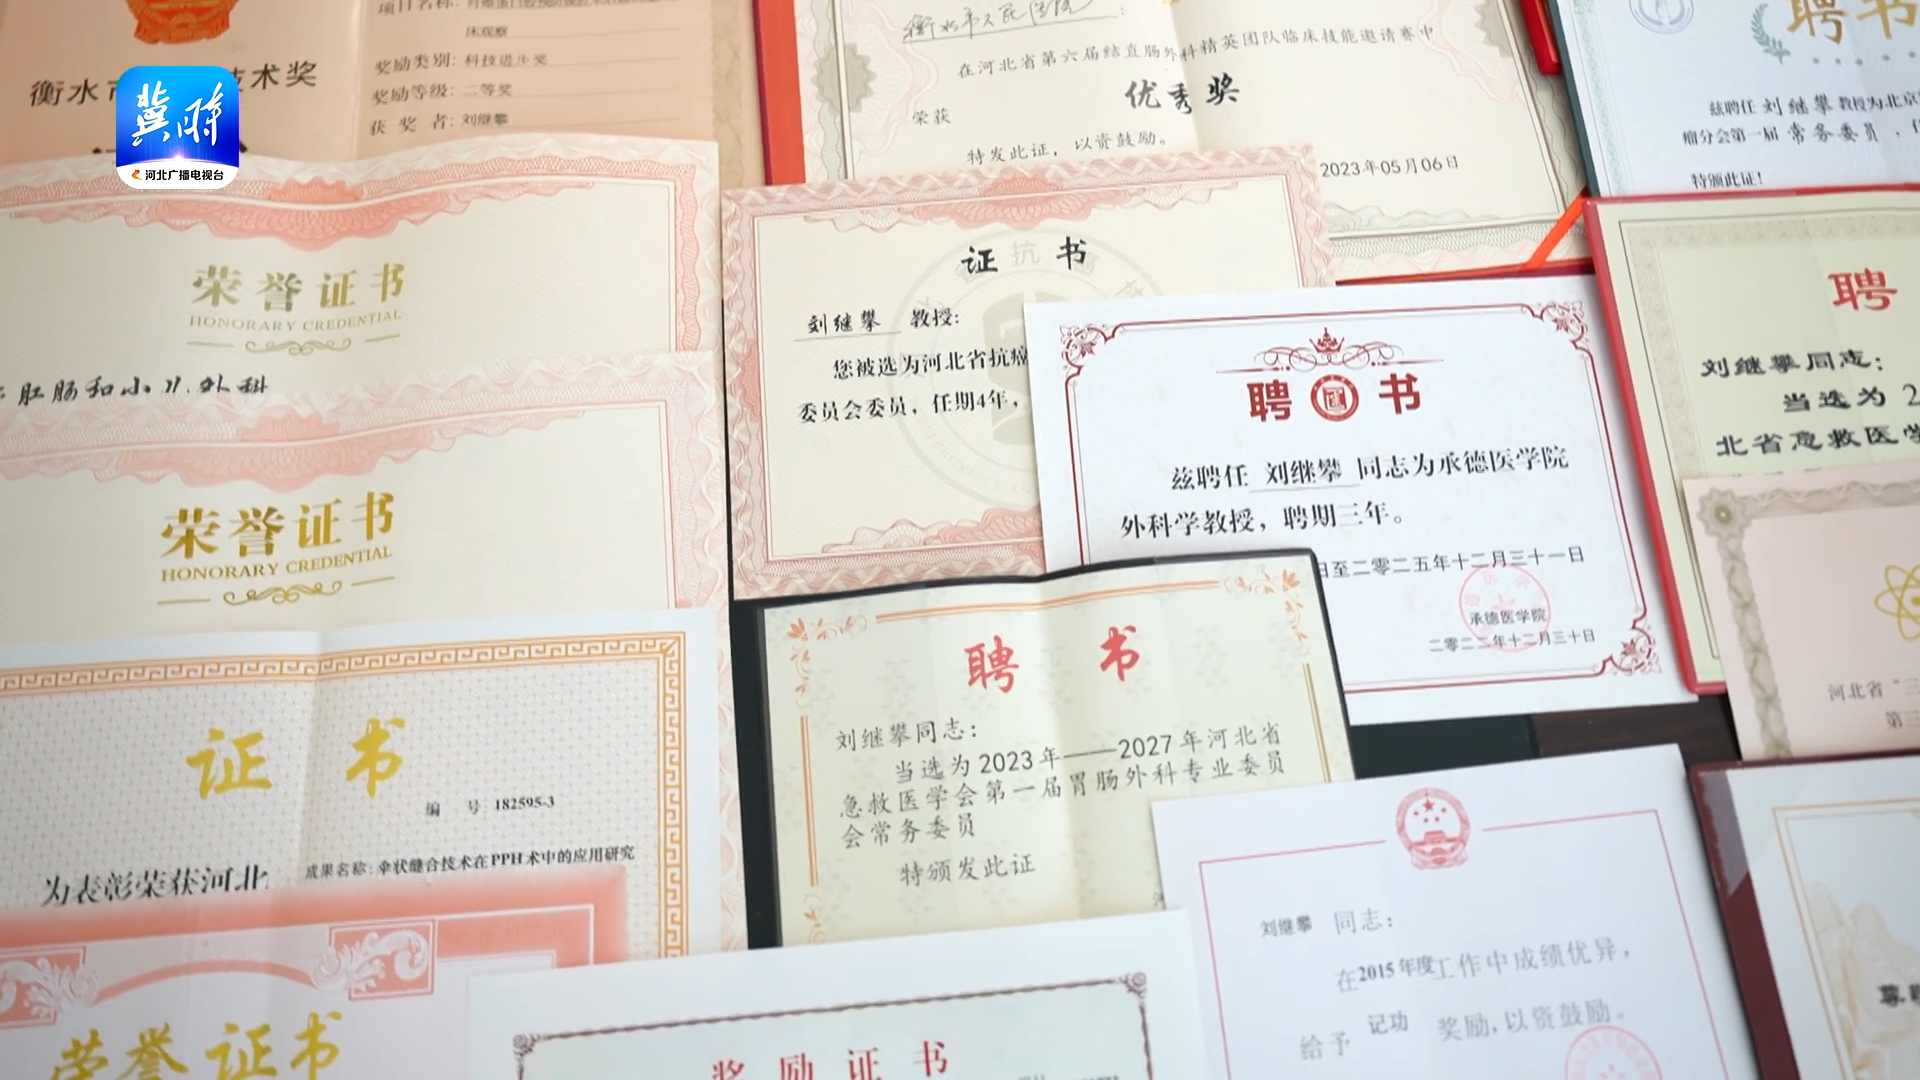 冀时
河北广播电视台
衡水市
技术奖
项目名称:
床观察
奖励类别: 科技进步奖
奖励等级: 二等奖
获 奖 者: 刘继攀
衡水市人民医院:
在河北省第六届结直肠外科精英团队临床技能邀请赛中
荣获
优秀奖
特发此证，以资鼓励。
2023年05月06日
聘书
兹聘任 刘继攀 教授为北京
瘤分会第一届 常务委员
特颁此证!
荣誉证书
HONORARY CREDENTIAL
肛肠和小儿外科
荣誉证书
HONORARY CREDENTIAL
证 书
刘继攀 教授:
您被选为河北省抗癌
委员会委员，任期4年，
聘书
兹聘任 刘继攀 同志为承德医学院
外科学教授，聘期三年。
日至二零二五年十二月三十一日
承德医学院
二零二二年十二月三十日
聘
刘继攀同志:
当选为 2
北省急救医学
河北省"三
第三
证 书
编 号 182595-3
为表彰荣获河北
成果名称: 伞状缝合技术在PPH术中的应用研究
聘 书
刘继攀同志:
当选为2023年——2027年河北省
急救医学会第一届胃肠外科专业委员
会常务委员
特颁发此证
刘继攀 同志:
在2015年度工作中成绩优异，
给予 记功 奖励，以资鼓励。
荣誉证书
奖励证书